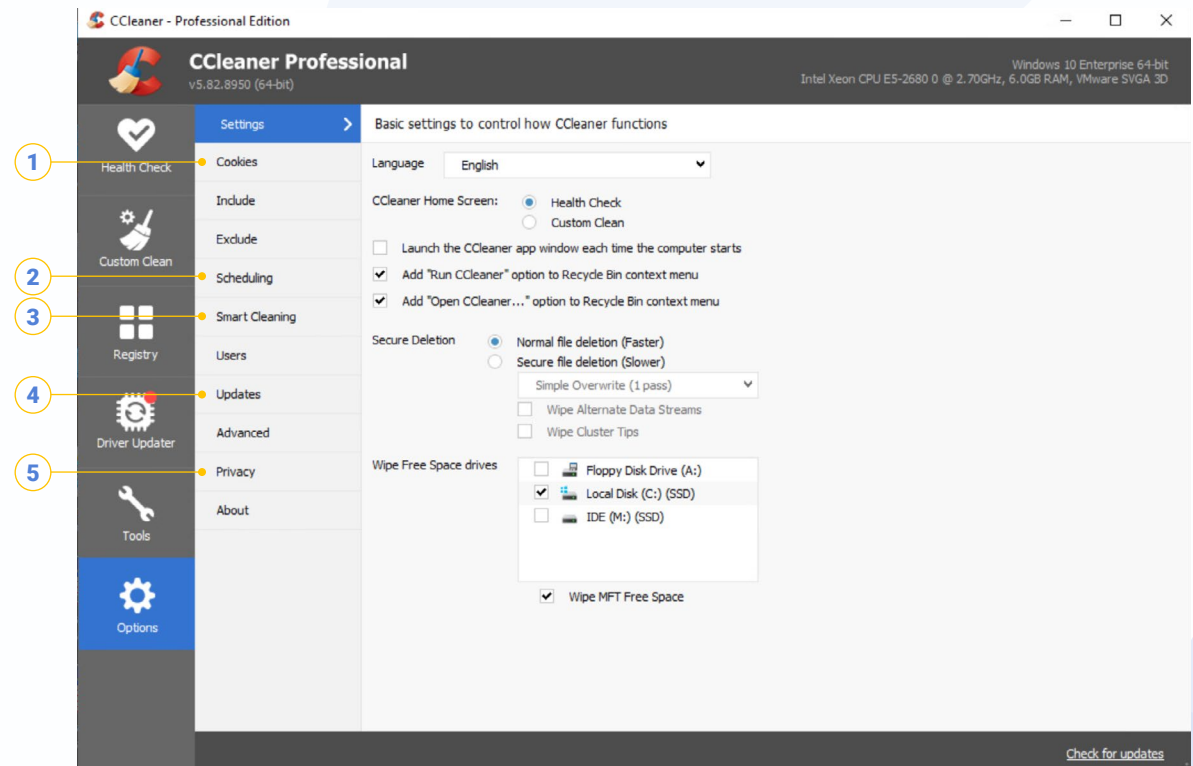 CCleaner - Professional Edition
CCleaner Professional
v5.82.8950 (64-bit)
Windows 10 Enterprise 64-bit
Intel Xeon CPU E5-2680 0 @ 2.70GHz, 6.0GB RAM, VMware SVGA 3D
Health Check
Custom Clean
Registry
Driver Updater
Tools
Options
1
2
3
4
5
Settings
Cookies
Include
Exclude
Scheduling
Smart Cleaning
Users
Updates
Advanced
Privacy
About
Basic settings to control how CCleaner functions
Language English
CCleaner Home Screen: Health Check
Custom Clean
Launch the CCleaner app window each time the computer starts
Add "Run CCleaner" option to Recycle Bin context menu
Add "Open CCleaner..." option to Recycle Bin context menu
Secure Deletion Normal file deletion (Faster)
Secure file deletion (Slower)
Simple Overwrite (1 pass)
Wipe Alternate Data Streams
Wipe Cluster Tips
Wipe Free Space drives Floppy Disk Drive (A:)
Local Disk (C:) (SSD)
IDE (M:) (SSD)
Wipe MFT Free Space
Check for updates